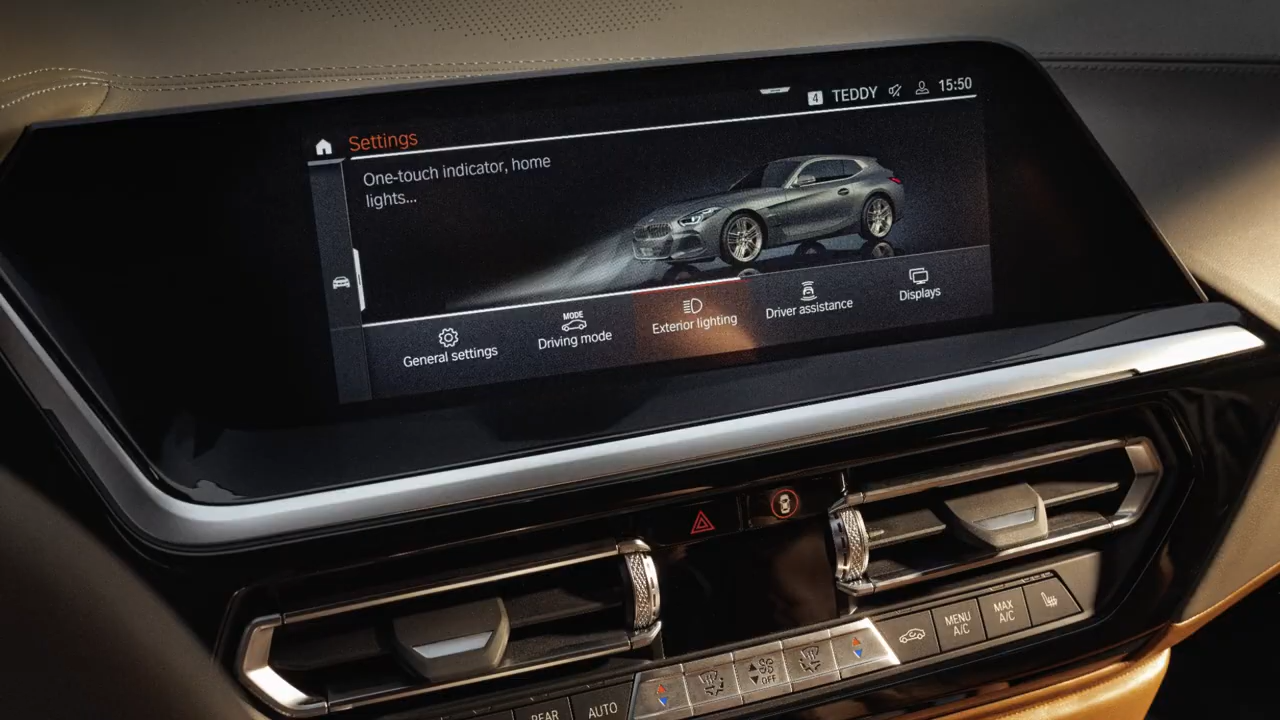 4 TEDDY 15:50
Settings
One-touch indicator, home
lights...
MODE
General settings
Driving mode
Exterior lighting
Driver assistance
Displays
MENU
A/C
MAX
A/C
OFF
REAR
AUTO